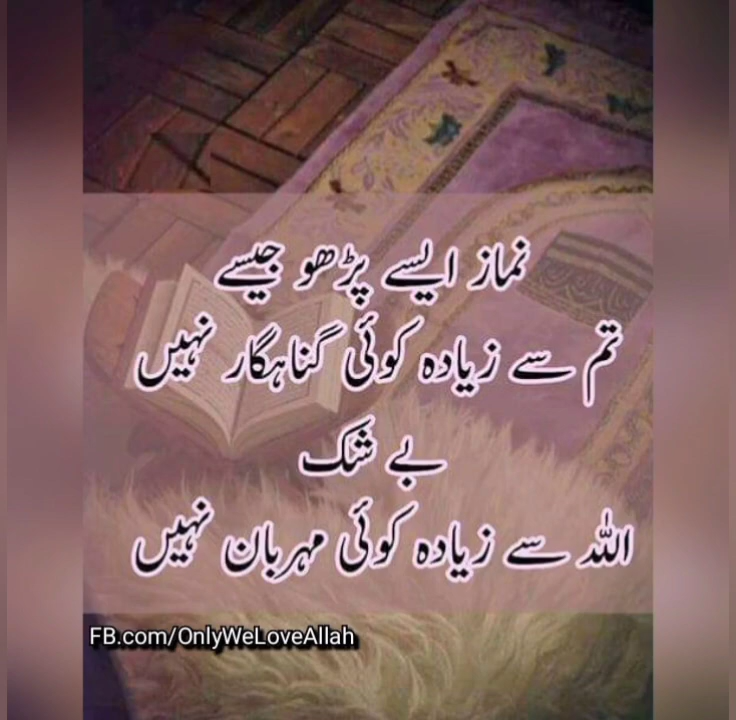 نماز ایسے پڑھو جیسے
تم سے زیادہ کوئی گناہگار نہیں
بے شک
اللہ سے زیادہ کوئی مہربان نہیں
FB.com/OnlyWeLoveAllah